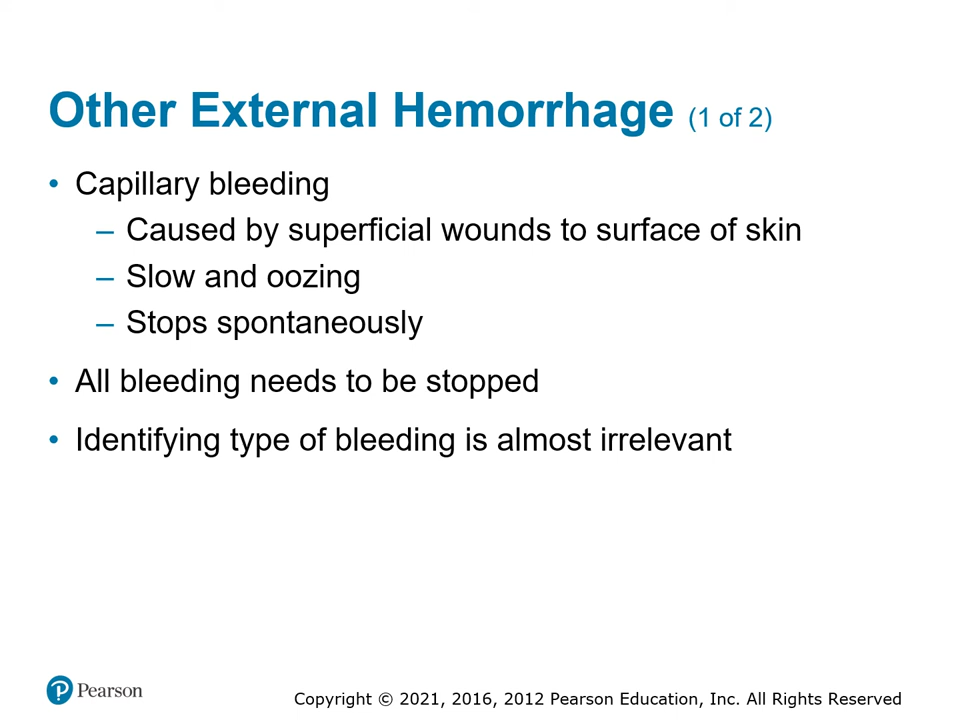 Other External Hemorrhage (1 of 2)
• Capillary bleeding
– Caused by superficial wounds to surface of skin
– Slow and oozing
– Stops spontaneously
• All bleeding needs to be stopped
• Identifying type of bleeding is almost irrelevant
Pearson
Copyright © 2021, 2016, 2012 Pearson Education, Inc. All Rights Reserved